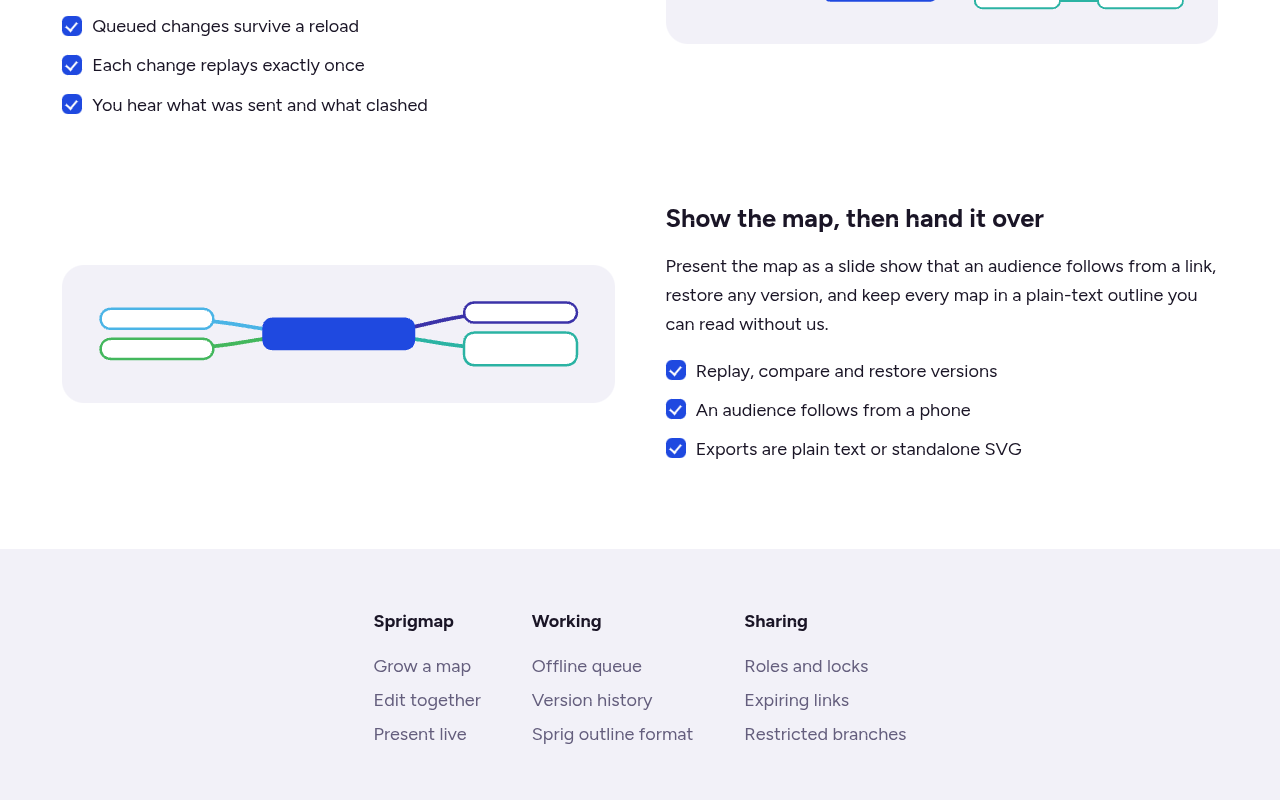 Queued changes survive a reload
Each change replays exactly once
You hear what was sent and what clashed
Show the map, then hand it over
Present the map as a slide show that an audience follows from a link,
restore any version, and keep every map in a plain-text outline you
can read without us.
Replay, compare and restore versions
An audience follows from a phone
Exports are plain text or standalone SVG
Sprigmap
Grow a map
Edit together
Present live
Working
Offline queue
Version history
Sprig outline format
Sharing
Roles and locks
Expiring links
Restricted branches